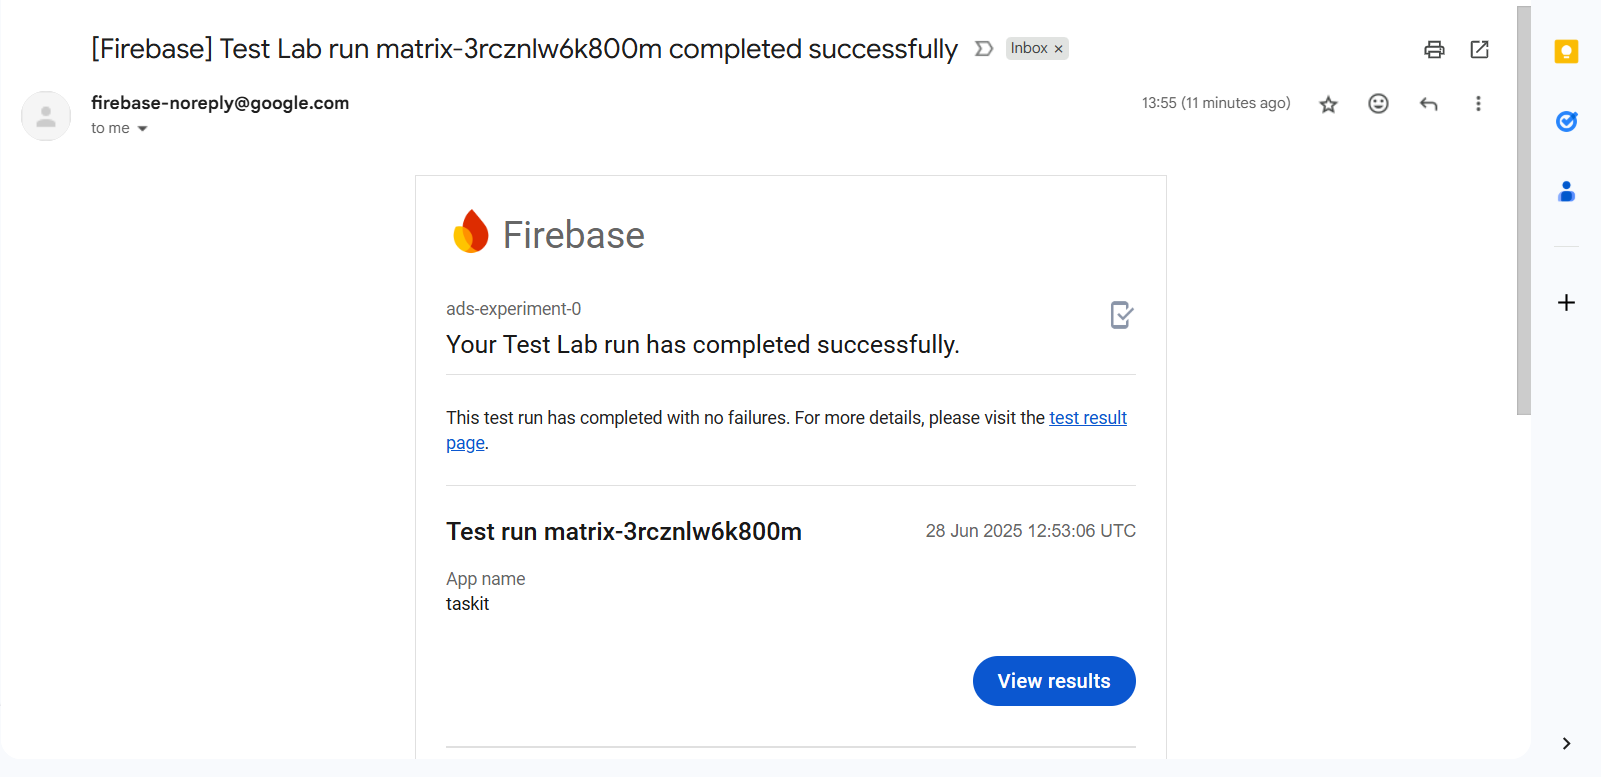 [Firebase] Test Lab run matrix-3rcznlw6k800m completed successfully
Inbox ×
firebase-noreply@google.com
13:55 (11 minutes ago)
to me
Firebase
ads-experiment-0
Your Test Lab run has completed successfully.
This test run has completed with no failures. For more details, please visit the test result
page.
Test run matrix-3rcznlw6k800m
28 Jun 2025 12:53:06 UTC
App name
taskit
View results